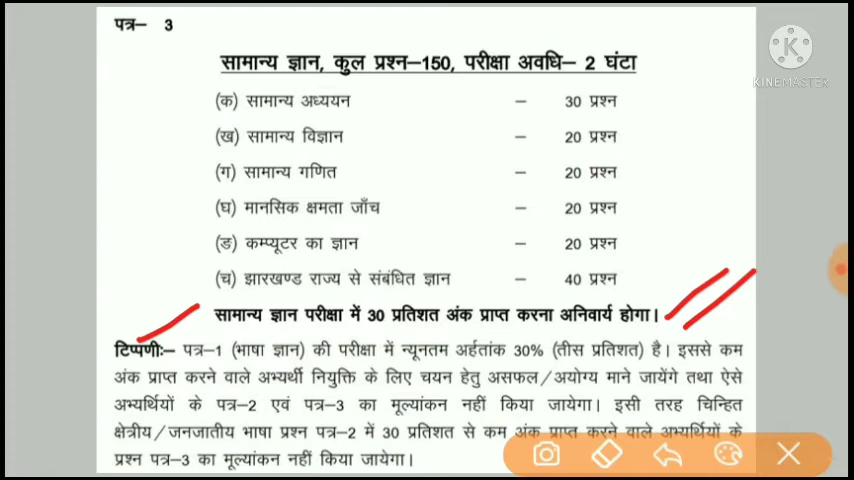 पत्र– 3
सामान्य ज्ञान, कुल प्रश्न–150, परीक्षा अवधि– 2 घंटा
(क) सामान्य अध्ययन – 30 प्रश्न
(ख) सामान्य विज्ञान – 20 प्रश्न
(ग) सामान्य गणित – 20 प्रश्न
(घ) मानसिक क्षमता जाँच – 20 प्रश्न
(ङ) कम्प्यूटर का ज्ञान – 20 प्रश्न
(च) झारखण्ड राज्य से संबंधित ज्ञान – 40 प्रश्न
सामान्य ज्ञान परीक्षा में 30 प्रतिशत अंक प्राप्त करना अनिवार्य होगा।
टिप्पणीः– पत्र–1 (भाषा ज्ञान) की परीक्षा में न्यूनतम अर्हतांक 30% (तीस प्रतिशत) है। इससे कम
अंक प्राप्त करने वाले अभ्यर्थी नियुक्ति के लिए चयन हेतु असफल/अयोग्य माने जायेंगे तथा ऐसे
अभ्यर्थियों के पत्र–2 एवं पत्र–3 का मूल्यांकन नहीं किया जायेगा। इसी तरह चिन्हित
क्षेत्रीय/जनजातीय भाषा प्रश्न पत्र–2 में 30 प्रतिशत से कम अंक प्राप्त करने वाले अभ्यर्थियों के
प्रश्न पत्र–3 का मूल्यांकन नहीं किया जायेगा।
K
KINEMASTER